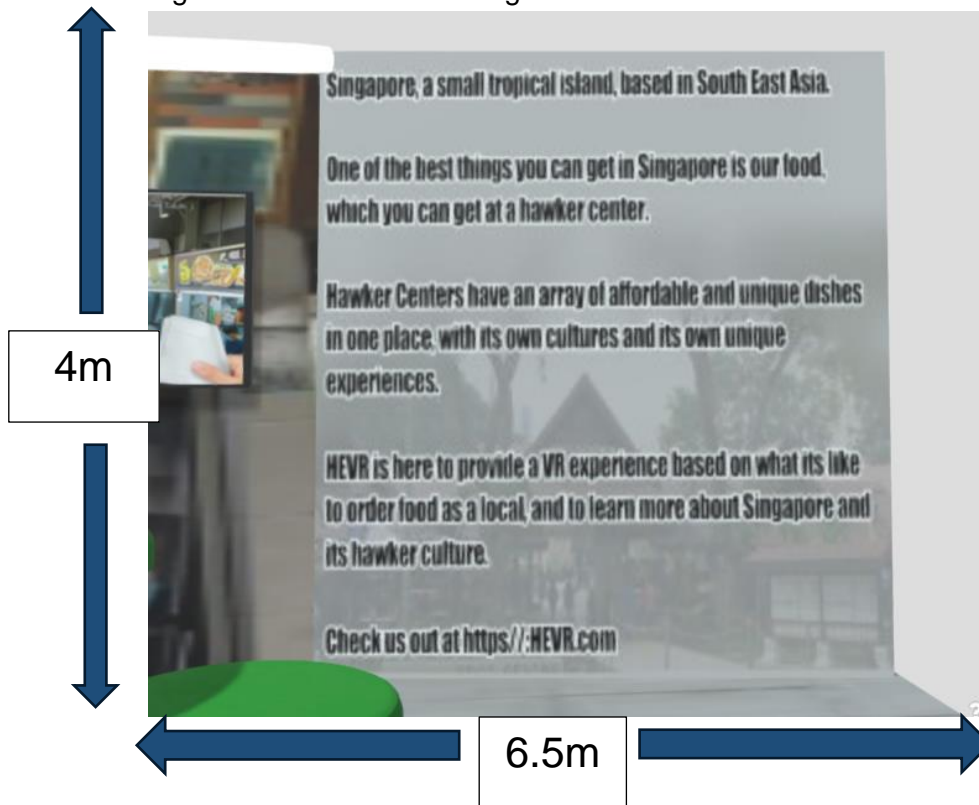 Singapore, a small tropical island, based in South East Asia.
One of the best things you can get in Singapore is our food,
which you can get at a hawker center.
Hawker Centers have an array of affordable and unique dishes
in one place, with its own cultures and its own unique
experiences.
HEVR is here to provide a VR experience based on what its like
to order food as a local, and to learn more about Singapore and
its hawker culture.
Check us out at https//:HEVR.com
4m
6.5m